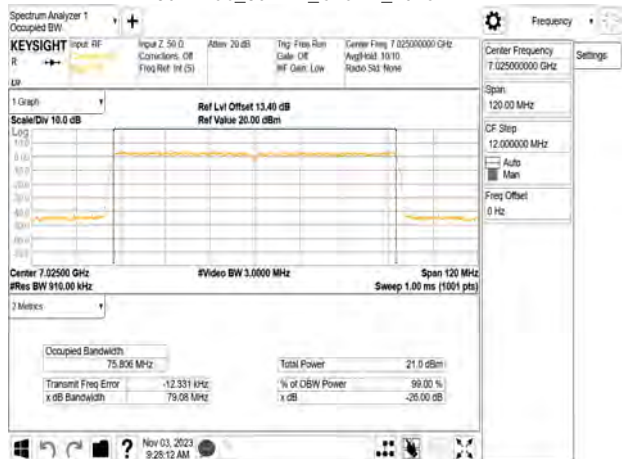 Spectrum Analyzer 1
Occupied BW
+
Frequency
KEYSIGHT Input: RF
Input Z: 50 Ω
Atten: 20 dB
Trig: Free Run
Center Freq: 7.025000000 GHz
R
Corrections: Off
Gate: Off
Avg|Hold: 10/10
Freq Ref: Int (S)
#IF Gain: Low
Radio Std: None
Center Frequency
7.025000000 GHz
Settings
Span
120.00 MHz
CF Step
12.000000 MHz
Auto
Man
Freq Offset
0 Hz
1 Graph
Scale/Div 10.0 dB
Ref Lvl Offset 13.40 dB
Ref Value 20.00 dBm
Log
Center 7.02500 GHz
#Video BW 3.0000 MHz
Span 120 MHz
#Res BW 910.00 kHz
Sweep 1.00 ms (1001 pts)
2 Metrics
Occupied Bandwidth
75.806 MHz
Total Power
21.0 dBm
Transmit Freq Error
-12.331 kHz
% of OBW Power
99.00 %
x dB Bandwidth
79.08 MHz
x dB
-26.00 dB
?
Nov 03, 2023
9:28:12 AM